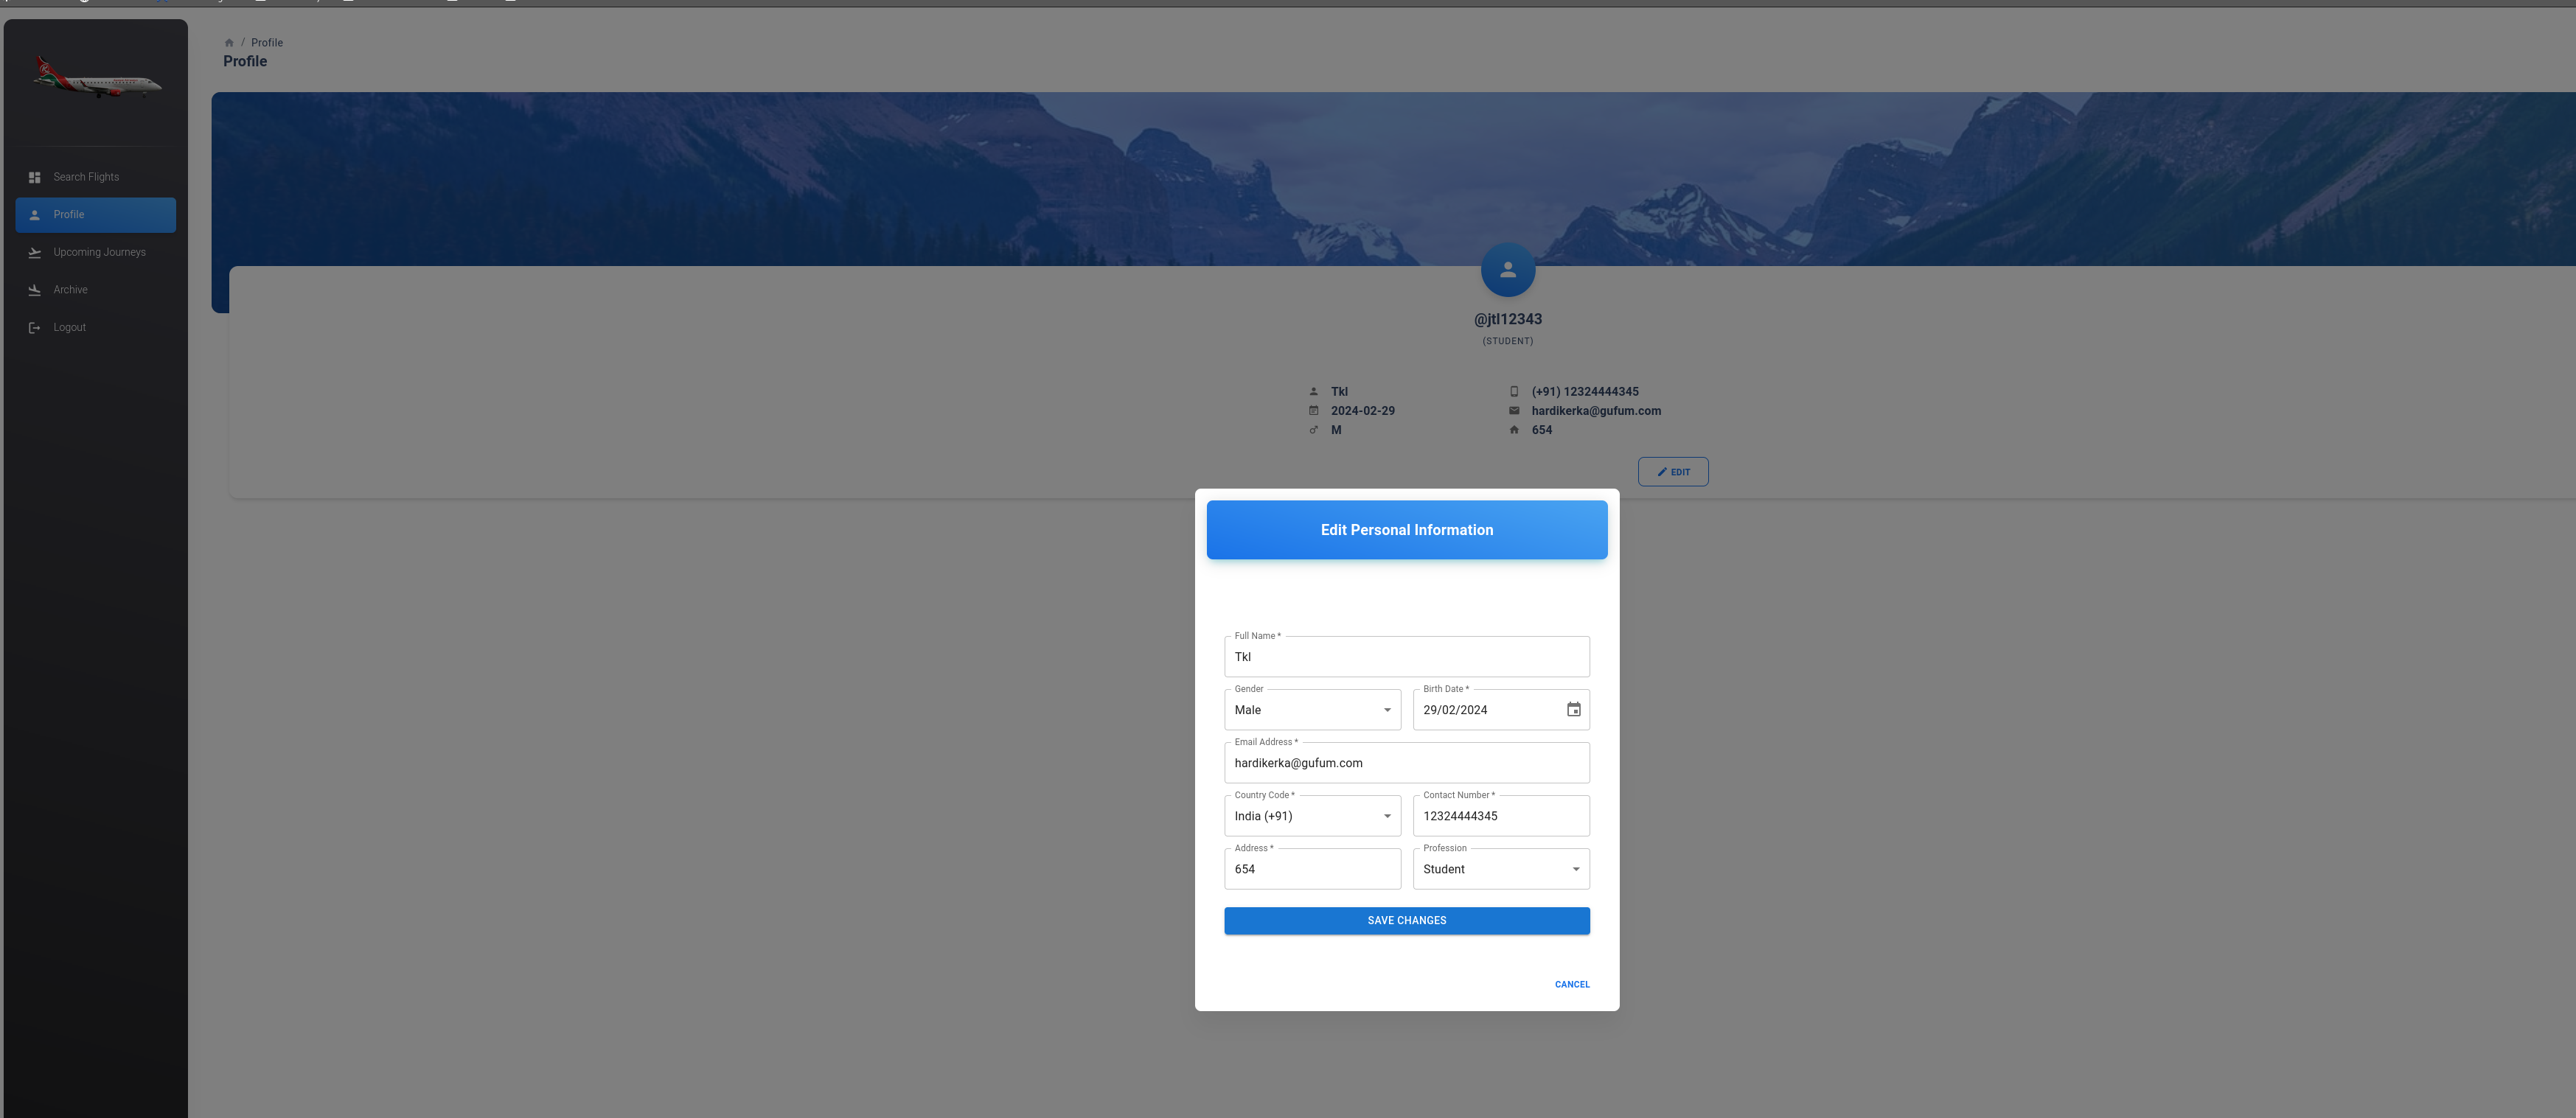 / Profile
Profile
Search Flights
Profile
Upcoming Journeys
Archive
Logout
@jtl12343
(STUDENT)
Tkl
(+91) 12324444345
2024-02-29
hardikerka@gufum.com
M
654
EDIT
Edit Personal Information
Full Name *
Tkl
Gender
Male
Birth Date *
29/02/2024
Email Address *
hardikerka@gufum.com
Country Code *
India (+91)
Contact Number *
12324444345
Address *
654
Profession
Student
SAVE CHANGES
CANCEL